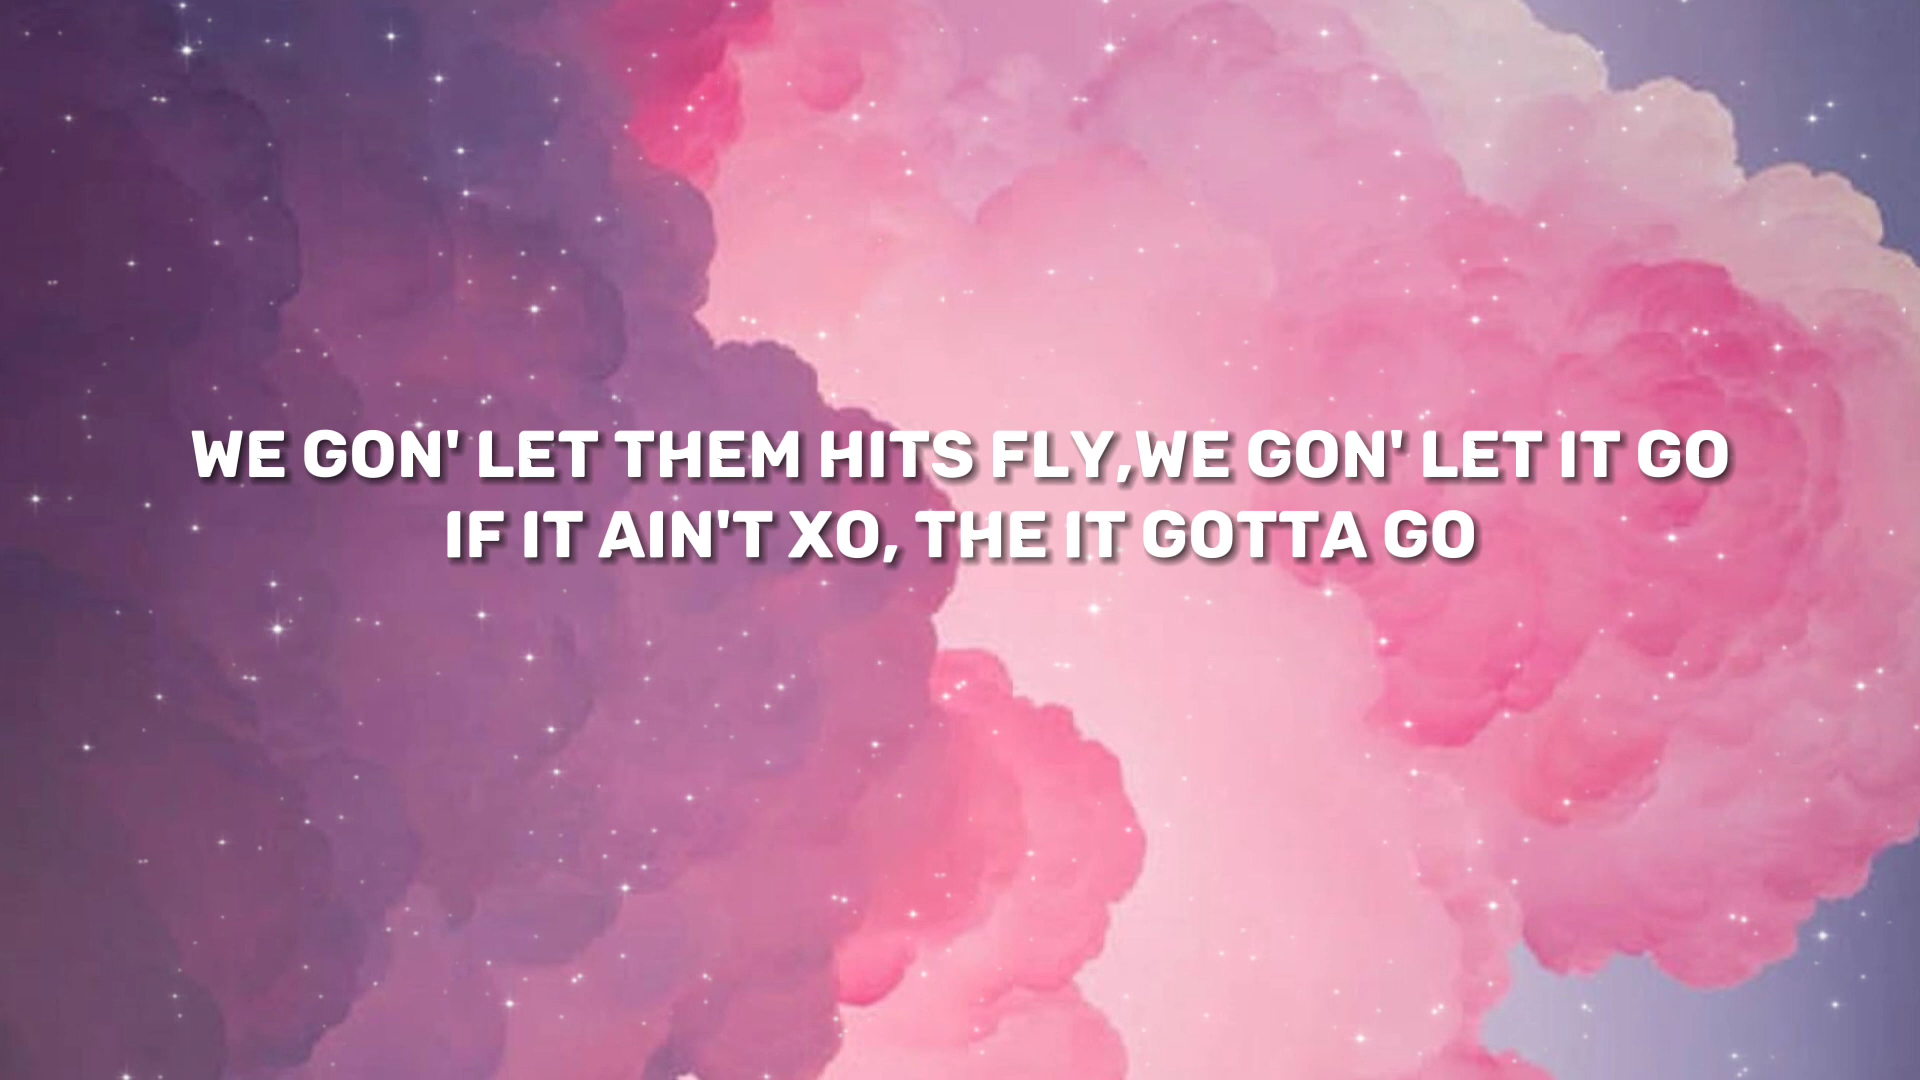 WE GON' LET THEM HITS FLY,WE GON' LET IT GO
IF IT AIN'T XO, THE IT GOTTA GO